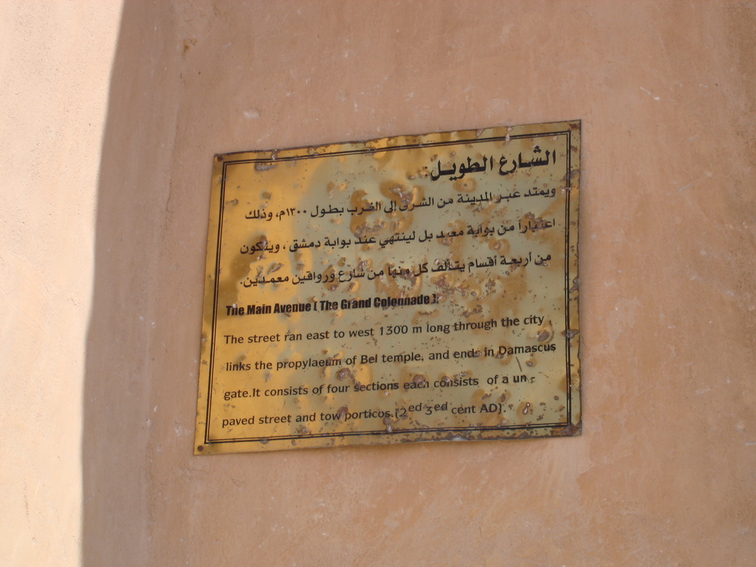 الشارع الطويل:
ويمتد عبر المدينة من الشرق إلى الغرب بطول ١٣٠٠م، وذلك
اعتباراً من بوابة معبد بل لينتهي عند بوابة دمشق ، ويتكون
من أربعة أقسام يتألف كل منها من شارع ورواقين معمدين.
The Main Avenue ( The Grand Colonnade ):
The street ran east to west 1300 m long through the city ,
links the propylaeum of Bel temple, and ends in Damascus
gate.It consists of four sections each consists of a un -
paved street and tow porticos.(2ed 3ed cent AD).